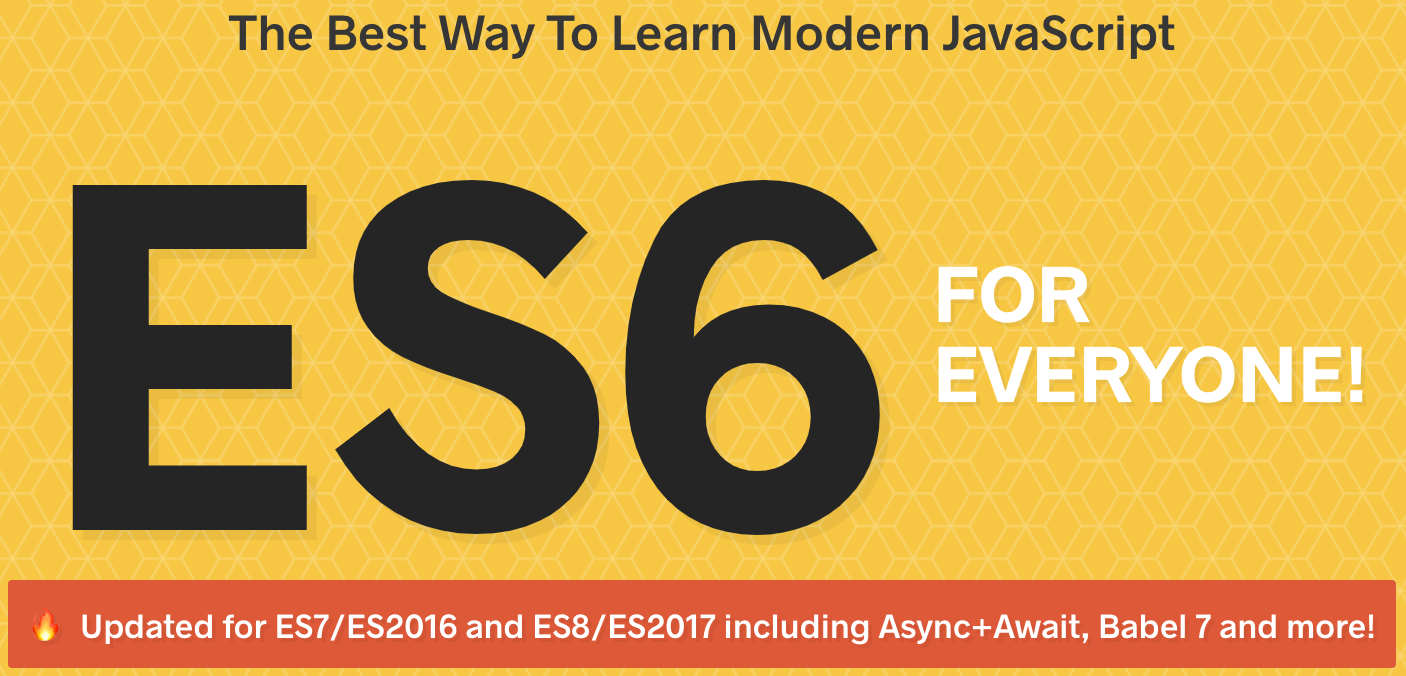 The Best Way To Learn Modern JavaScript
ES6
FOR
EVERYONE!
🔥 Updated for ES7/ES2016 and ES8/ES2017 including Async+Await, Babel 7 and more!